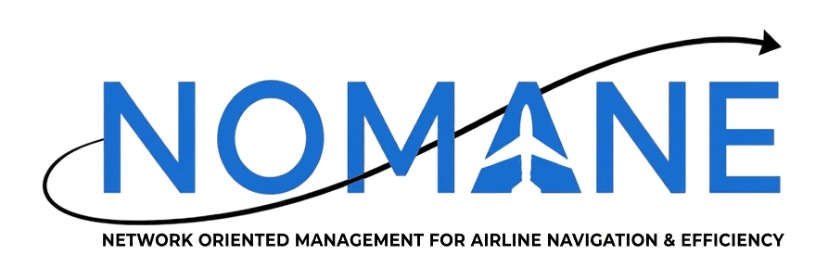 NOMANE
NETWORK ORIENTED MANAGEMENT FOR AIRLINE NAVIGATION & EFFICIENCY